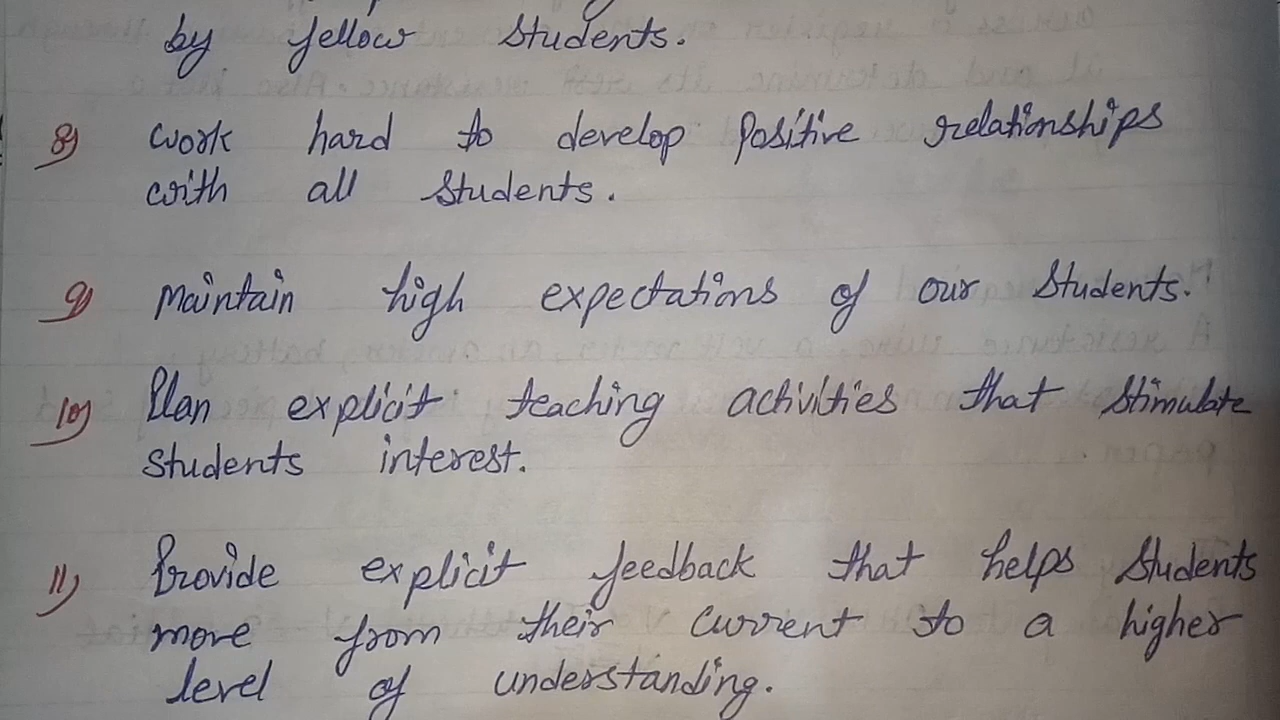 by fellow students.
8) work hard to develop positive relationships
with all students.
9) Maintain high expectations of our students.
10) Plan explicit teaching activities that stimulate
students interest.
11) Provide explicit feedback that helps students
more from their current to a higher
level of understanding.